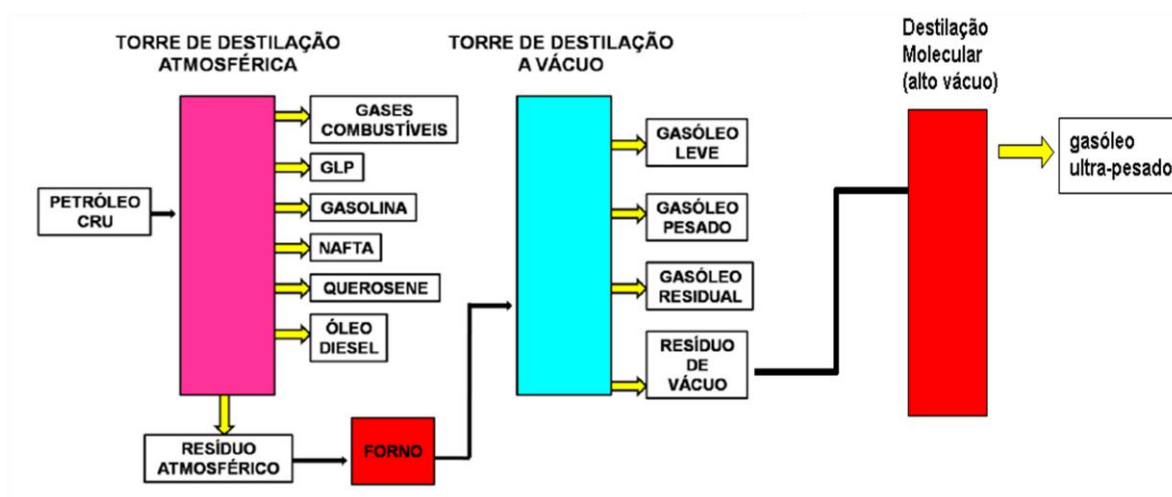 TORRE DE DESTILAÇÃO
ATMOSFÉRICA
PETRÓLEO
CRU
GASES
COMBUSTÍVEIS
GLP
GASOLINA
NAFTA
QUEROSENE
ÓLEO
DIESEL
RESÍDUO
ATMOSFÉRICO
FORNO
TORRE DE DESTILAÇÃO
A VÁCUO
GASÓLEO
LEVE
GASÓLEO
PESADO
GASÓLEO
RESIDUAL
RESÍDUO
DE
VÁCUO
Destilação
Molecular
(alto vácuo)
gasóleo
ultra-pesado